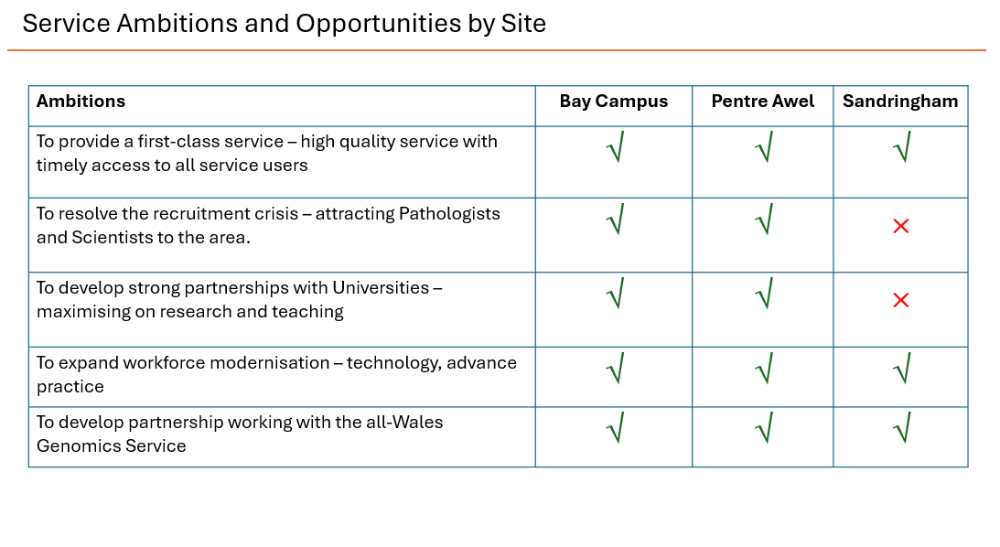 Service Ambitions and Opportunities by Site
Ambitions Bay Campus Pentre Awel Sandringham
To provide a first-class service – high quality service with
timely access to all service users
√ √ √
To resolve the recruitment crisis – attracting Pathologists
and Scientists to the area.
√ √ ×
To develop strong partnerships with Universities –
maximising on research and teaching
√ √ ×
To expand workforce modernisation – technology, advance
practice
√ √ √
To develop partnership working with the all-Wales
Genomics Service
√ √ √